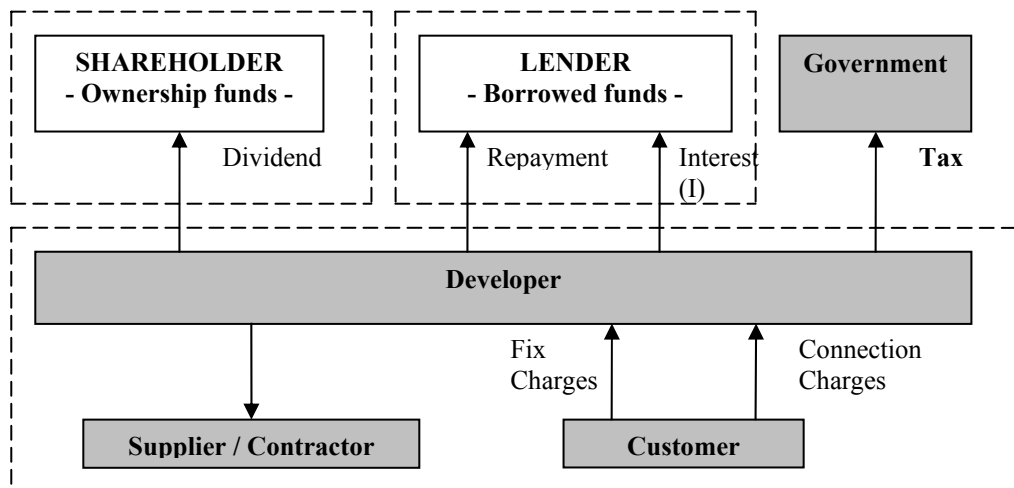 SHAREHOLDER
- Ownership funds -
LENDER
- Borrowed funds -
Government
Dividend
Repayment
Interest
(I)
Tax
Developer
Fix
Charges
Connection
Charges
Supplier / Contractor
Customer